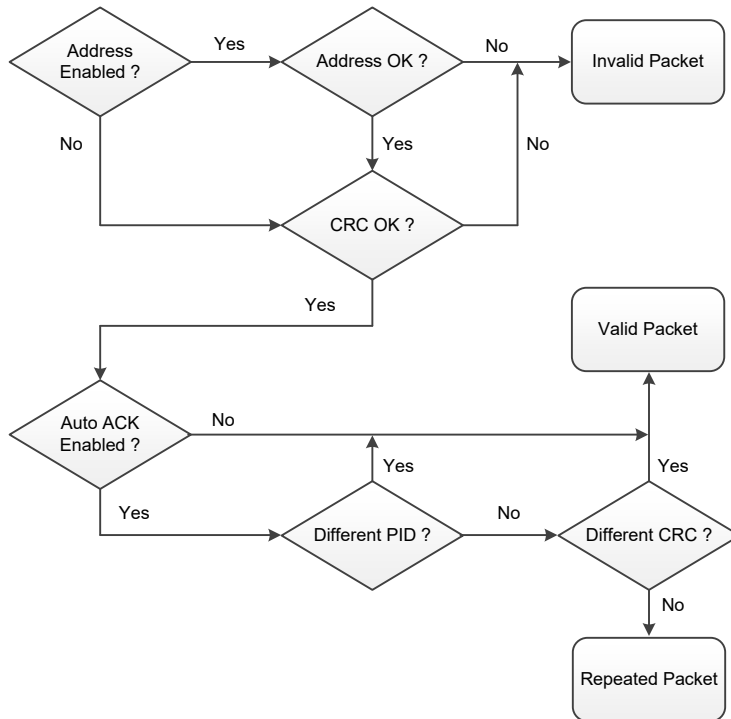 Address
Enabled ?
Yes
Address OK ?
No
Invalid Packet
No
Yes
No
CRC OK ?
Yes
Valid Packet
Auto ACK
Enabled ?
No
Yes
Yes
Yes
Different PID ?
No
Different CRC ?
No
Repeated Packet